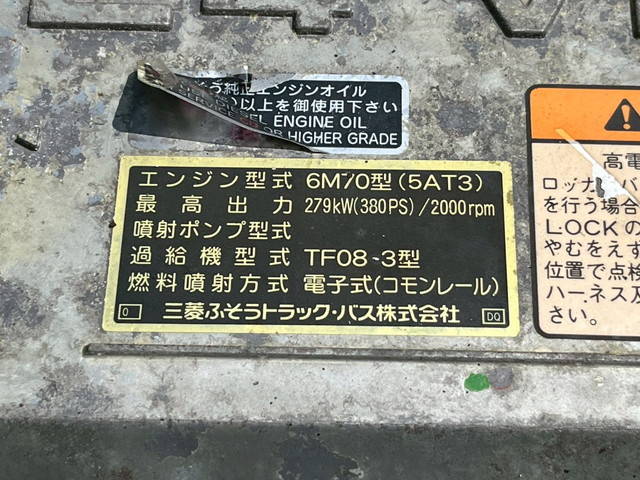 純正エンジンオイル
以上を御使用下さい
ENGINE OIL
OR HIGHER GRADE
エンジン型式 6M70型(5AT3)
最高出力 279kW(380PS)/2000rpm
噴射ポンプ型式
過給機型式 TF08-3型
燃料噴射方式 電子式(コモンレール)
0 三菱ふそうトラック・バス株式会社 DQ
高電
を行う場合
LOCKの
やむをえず
位置で点検
ハーネス及
さい。